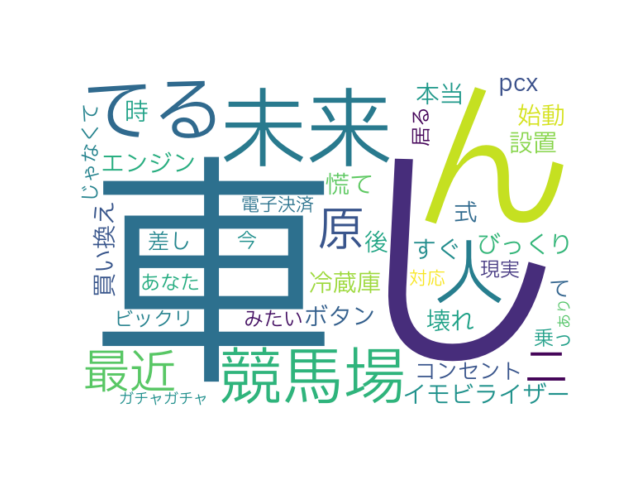 てる
未来
ん
し
車
本当
pcx
始動
設置
居る
時
じゃなくて
エンジン
慌て
電子決済
原
後
式
すぐ
びっくり
人
買い換え
差し
今
あなた
冷蔵庫
対応
現実
て
ビックリ
みたい
ボタン
壊れ
乗っ
あり
最近
競馬場
コンセント
二
ガチャガチャ
イモビライザー